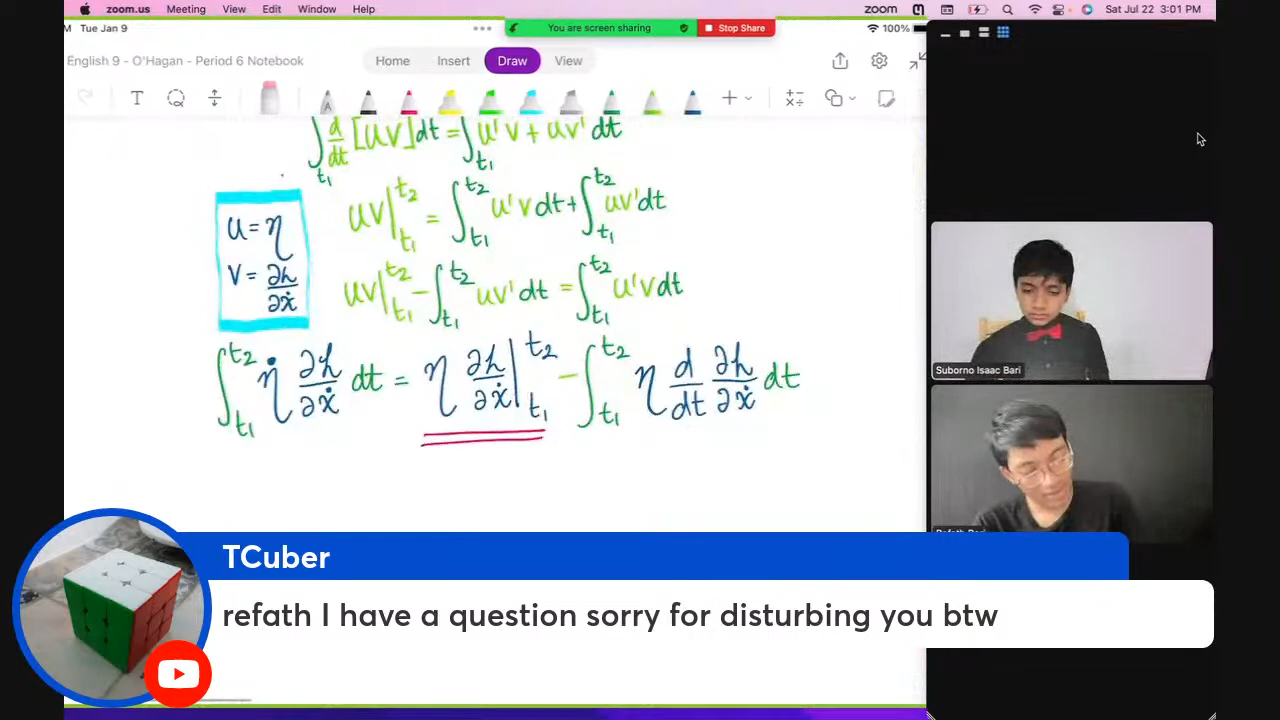 zoom.us Meeting View Edit Window Help
zoom
Sat Jul 22 3:01 PM
Tue Jan 9
You are screen sharing
Stop Share
100%
English 9 - O'Hagan - Period 6 Notebook
Home Insert Draw View
T
A
∫t₁ d/dt [uv]dt = ∫t₁ u'v + uv' dt
u = η
v = ∂L/∂ẋ
uv|t₁^t₂ = ∫t₁^t₂ u'v dt + ∫t₁^t₂ uv' dt
uv|t₁^t₂ − ∫t₁^t₂ uv' dt = ∫t₁^t₂ u'v dt
∫t₁^t₂ η̇ ∂L/∂ẋ dt = η ∂L/∂ẋ|t₁^t₂ − ∫t₁^t₂ η d/dt ∂L/∂ẋ dt
Suborno Isaac Bari
TCuber
refath I have a question sorry for disturbing you btw